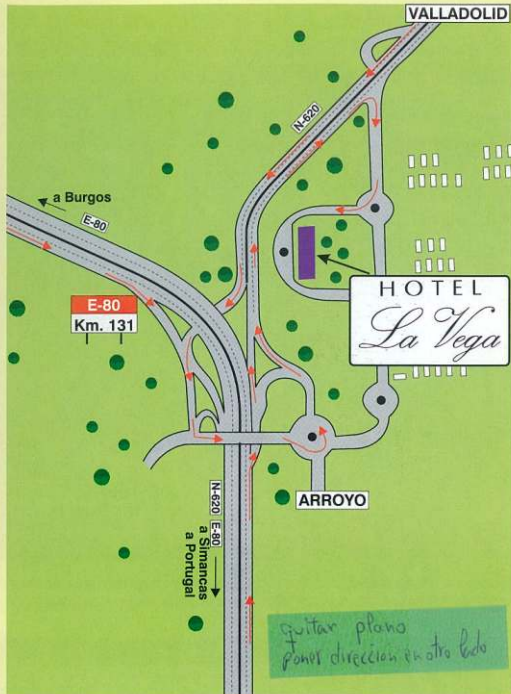 VALLADOLID
N-620
a Burgos
E-80
E-80
Km. 131
HOTEL
La Vega
ARROYO
N-620 E-80
a Simancas
a Portugal
quitar plano
poner dirección en otro lado